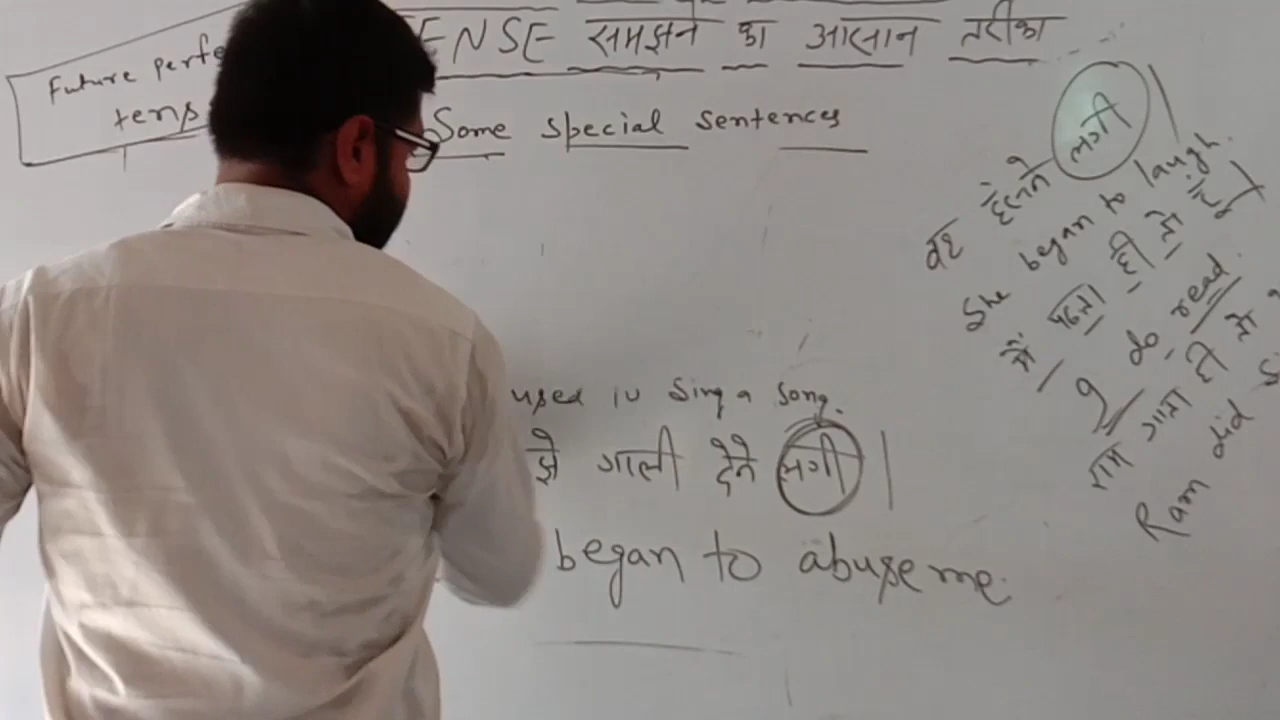 ENSE समझने का आसान तरीका
Future perfe
tens
Some special sentences
used to Sing a Song.
झे गाली देने लगी |
began to abuse me.
वह हंसने लगी |
She began to laugh.
मैं पढ़ता ही
I do read.
राम गाता ही
Ram did